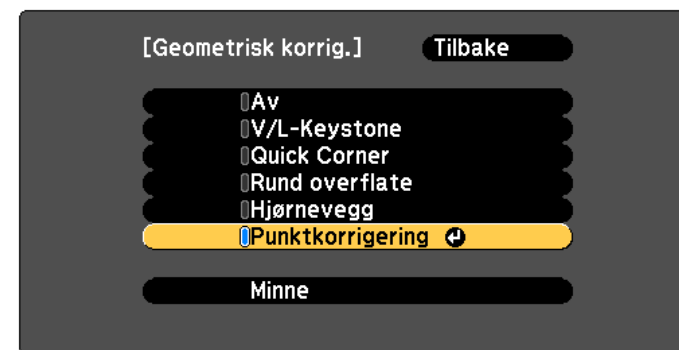 [Geometrisk korrig.] Tilbake
Av
V/L-Keystone
Quick Corner
Rund overflate
Hjørnevegg
Punktkorrigering
Minne